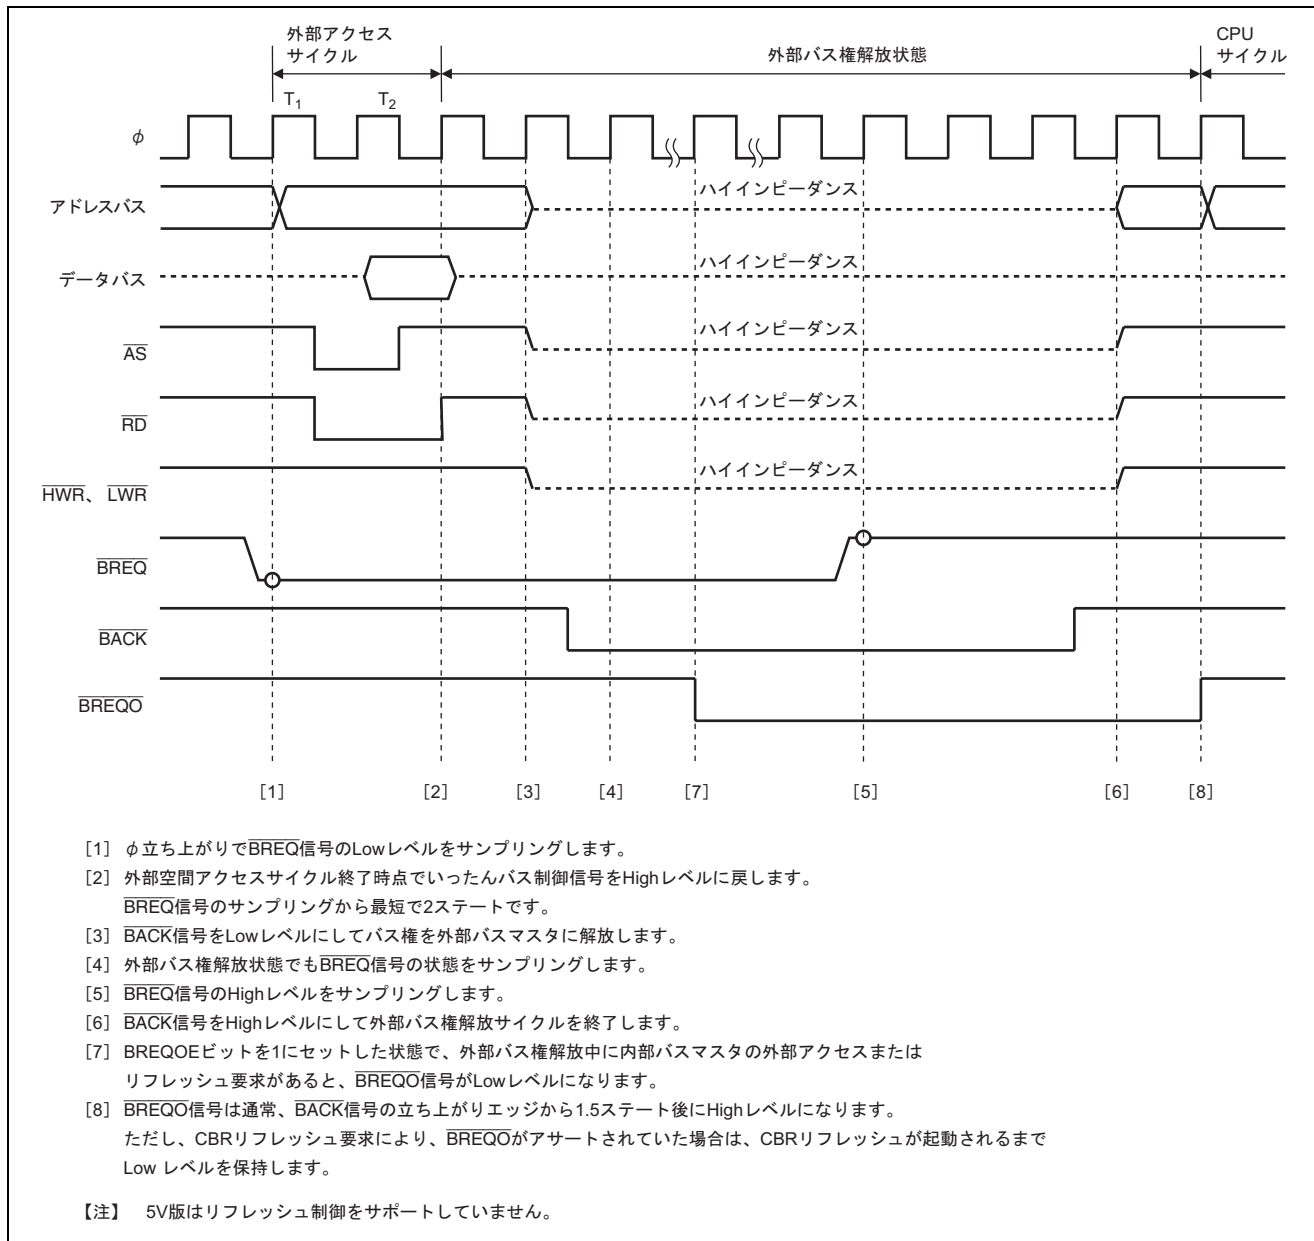 外部アクセス
サイクル
外部バス権解放状態
CPU
サイクル
T1
T2
φ
アドレスバス
ハイインピーダンス
データバス
ハイインピーダンス
AS
ハイインピーダンス
RD
ハイインピーダンス
HWR、 LWR
ハイインピーダンス
BREQ
BACK
BREQO
[1] [2] [3] [4] [7] [5] [6] [8]
[1] φ立ち上がりでBREQ信号のLowレベルをサンプリングします。
[2] 外部空間アクセスサイクル終了時点でいったんバス制御信号をHighレベルに戻します。
BREQ信号のサンプリングから最短で2ステートです。
[3] BACK信号をLowレベルにしてバス権を外部バスマスタに解放します。
[4] 外部バス権解放状態でもBREQ信号の状態をサンプリングします。
[5] BREQ信号のHighレベルをサンプリングします。
[6] BACK信号をHighレベルにして外部バス権解放サイクルを終了します。
[7] BREQOEビットを1にセットした状態で、外部バス権解放中に内部バスマスタの外部アクセスまたは
リフレッシュ要求があると、BREQO信号がLowレベルになります。
[8] BREQO信号は通常、BACK信号の立ち上がりエッジから1.5ステート後にHighレベルになります。
ただし、CBRリフレッシュ要求により、BREQOがアサートされていた場合は、CBRリフレッシュが起動されるまで
Low レベルを保持します。
【注】 5V版はリフレッシュ制御をサポートしていません。